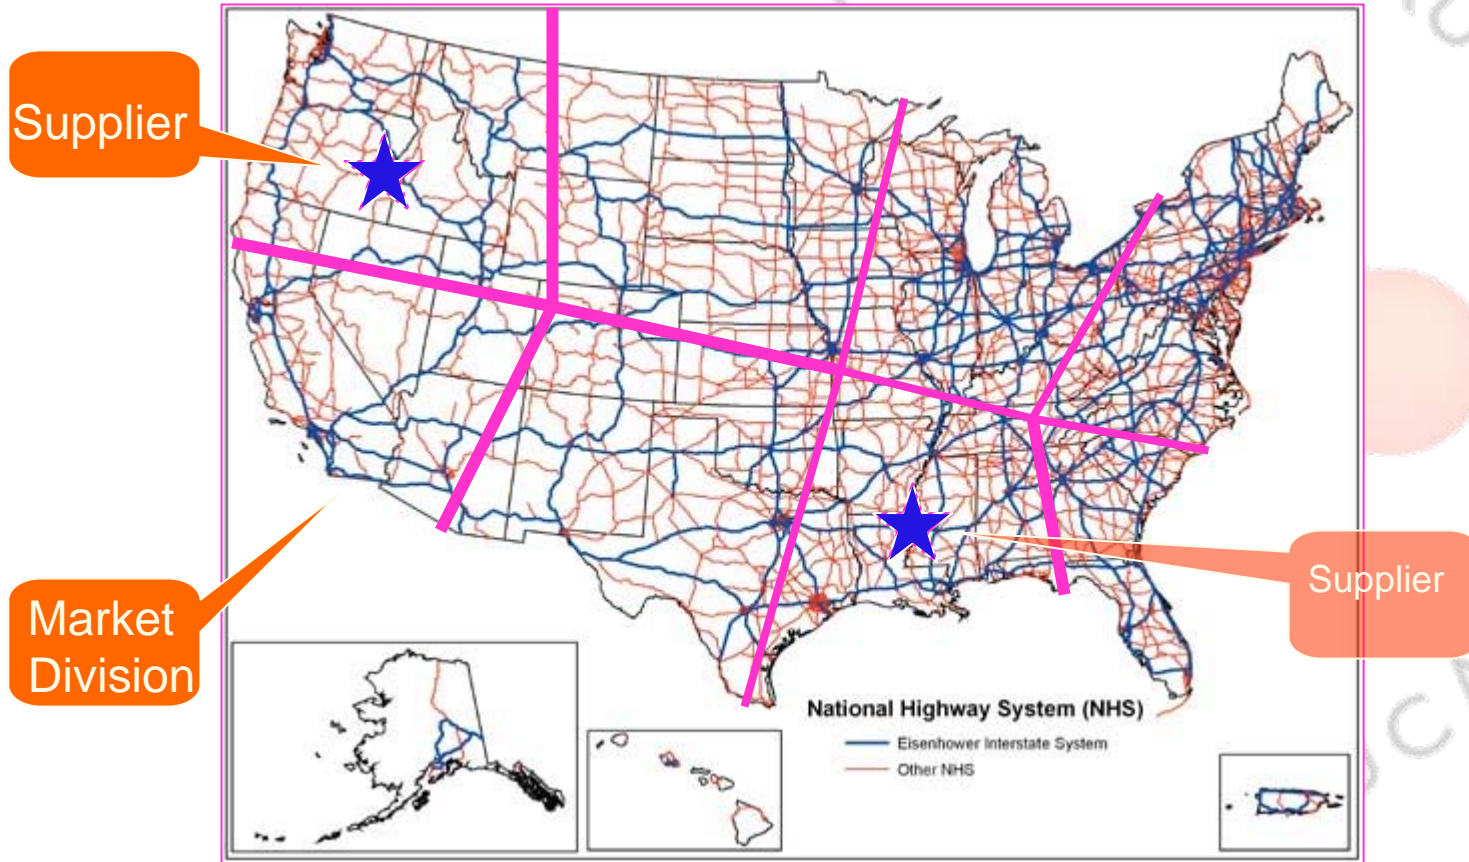 Supplier
Market
Division
Supplier
National Highway System (NHS)
Eisenhower Interstate System
Other NHS